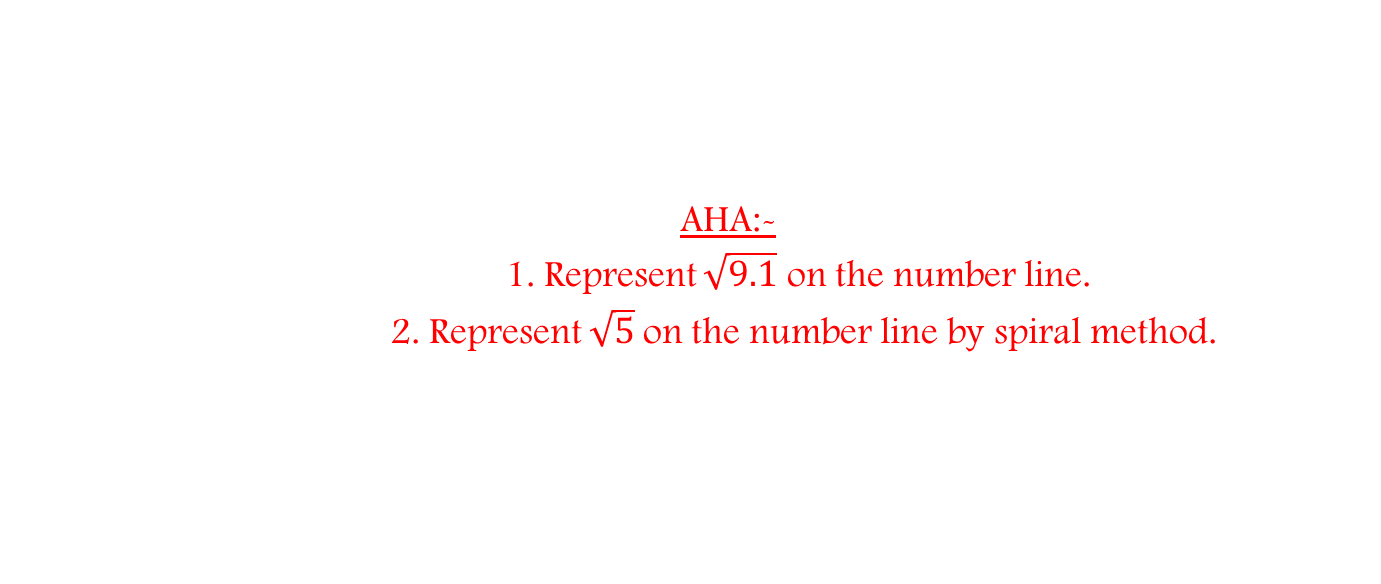 AHA:~
1. Represent √9.1 on the number line.
2. Represent √5 on the number line by spiral method.